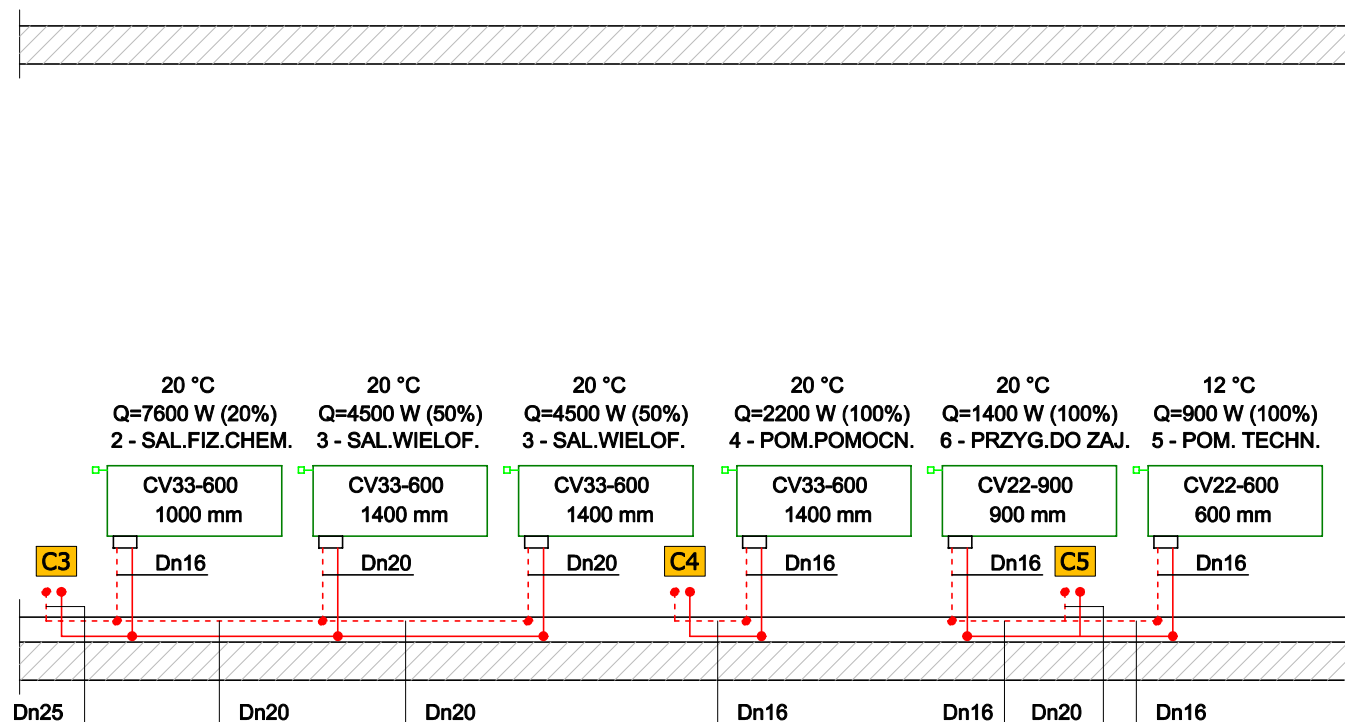 20 °C
Q=7600 W (20%)
2 - SAL.FIZ.CHEM.
CV33-600
1000 mm
Dn16
20 °C
Q=4500 W (50%)
3 - SAL.WIELOF.
CV33-600
1400 mm
Dn20
20 °C
Q=4500 W (50%)
3 - SAL.WIELOF.
CV33-600
1400 mm
Dn20
20 °C
Q=2200 W (100%)
4 - POM.POMOCN.
CV33-600
1400 mm
Dn16
20 °C
Q=1400 W (100%)
6 - PRZYG.DO ZAJ.
CV22-900
900 mm
Dn16
12 °C
Q=900 W (100%)
5 - POM. TECHN.
CV22-600
600 mm
Dn16
C3
C4
C5
Dn25
Dn20
Dn20
Dn16
Dn16
Dn20
Dn16